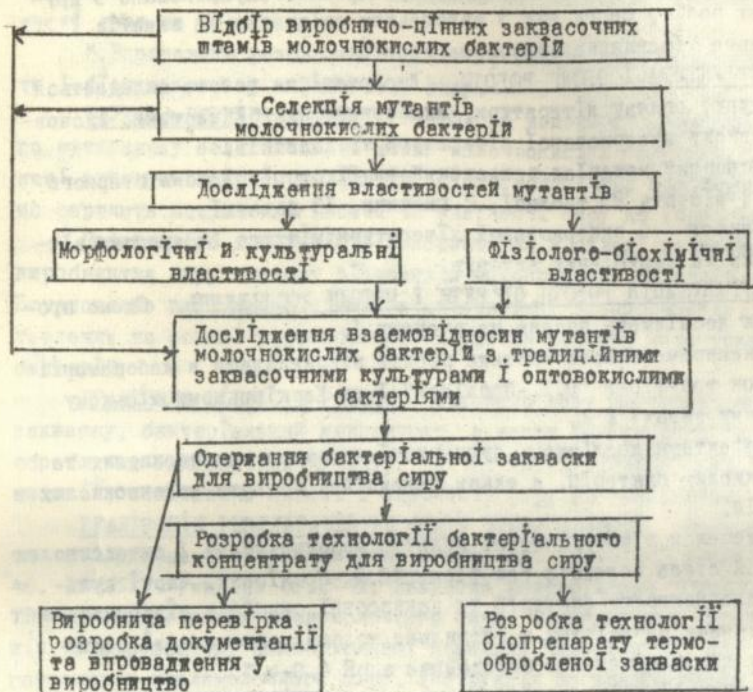 Відбір виробничо-цінних заквасочних
штамів молочнокислих бактерій
Селекція мутантів
молочнокислих бактерій
Дослідження властивостей мутантів
Морфологічні й культуральні
властивості
Фізіолого-біохімічні
властивості
Дослідження взаємовідносин мутантів
молочнокислих бактерій з традиційними
заквасочними культурами і оцтовокислими
бактеріями
Одержання бактеріальної закваски
для виробництва сиру
Розробка технології бактеріального
концентрату для виробництва сиру
Виробнича перевірка.
розробка документації
та впровадження у
виробництво
Розробка технології
біопрепарату термо-
обробленої закваски